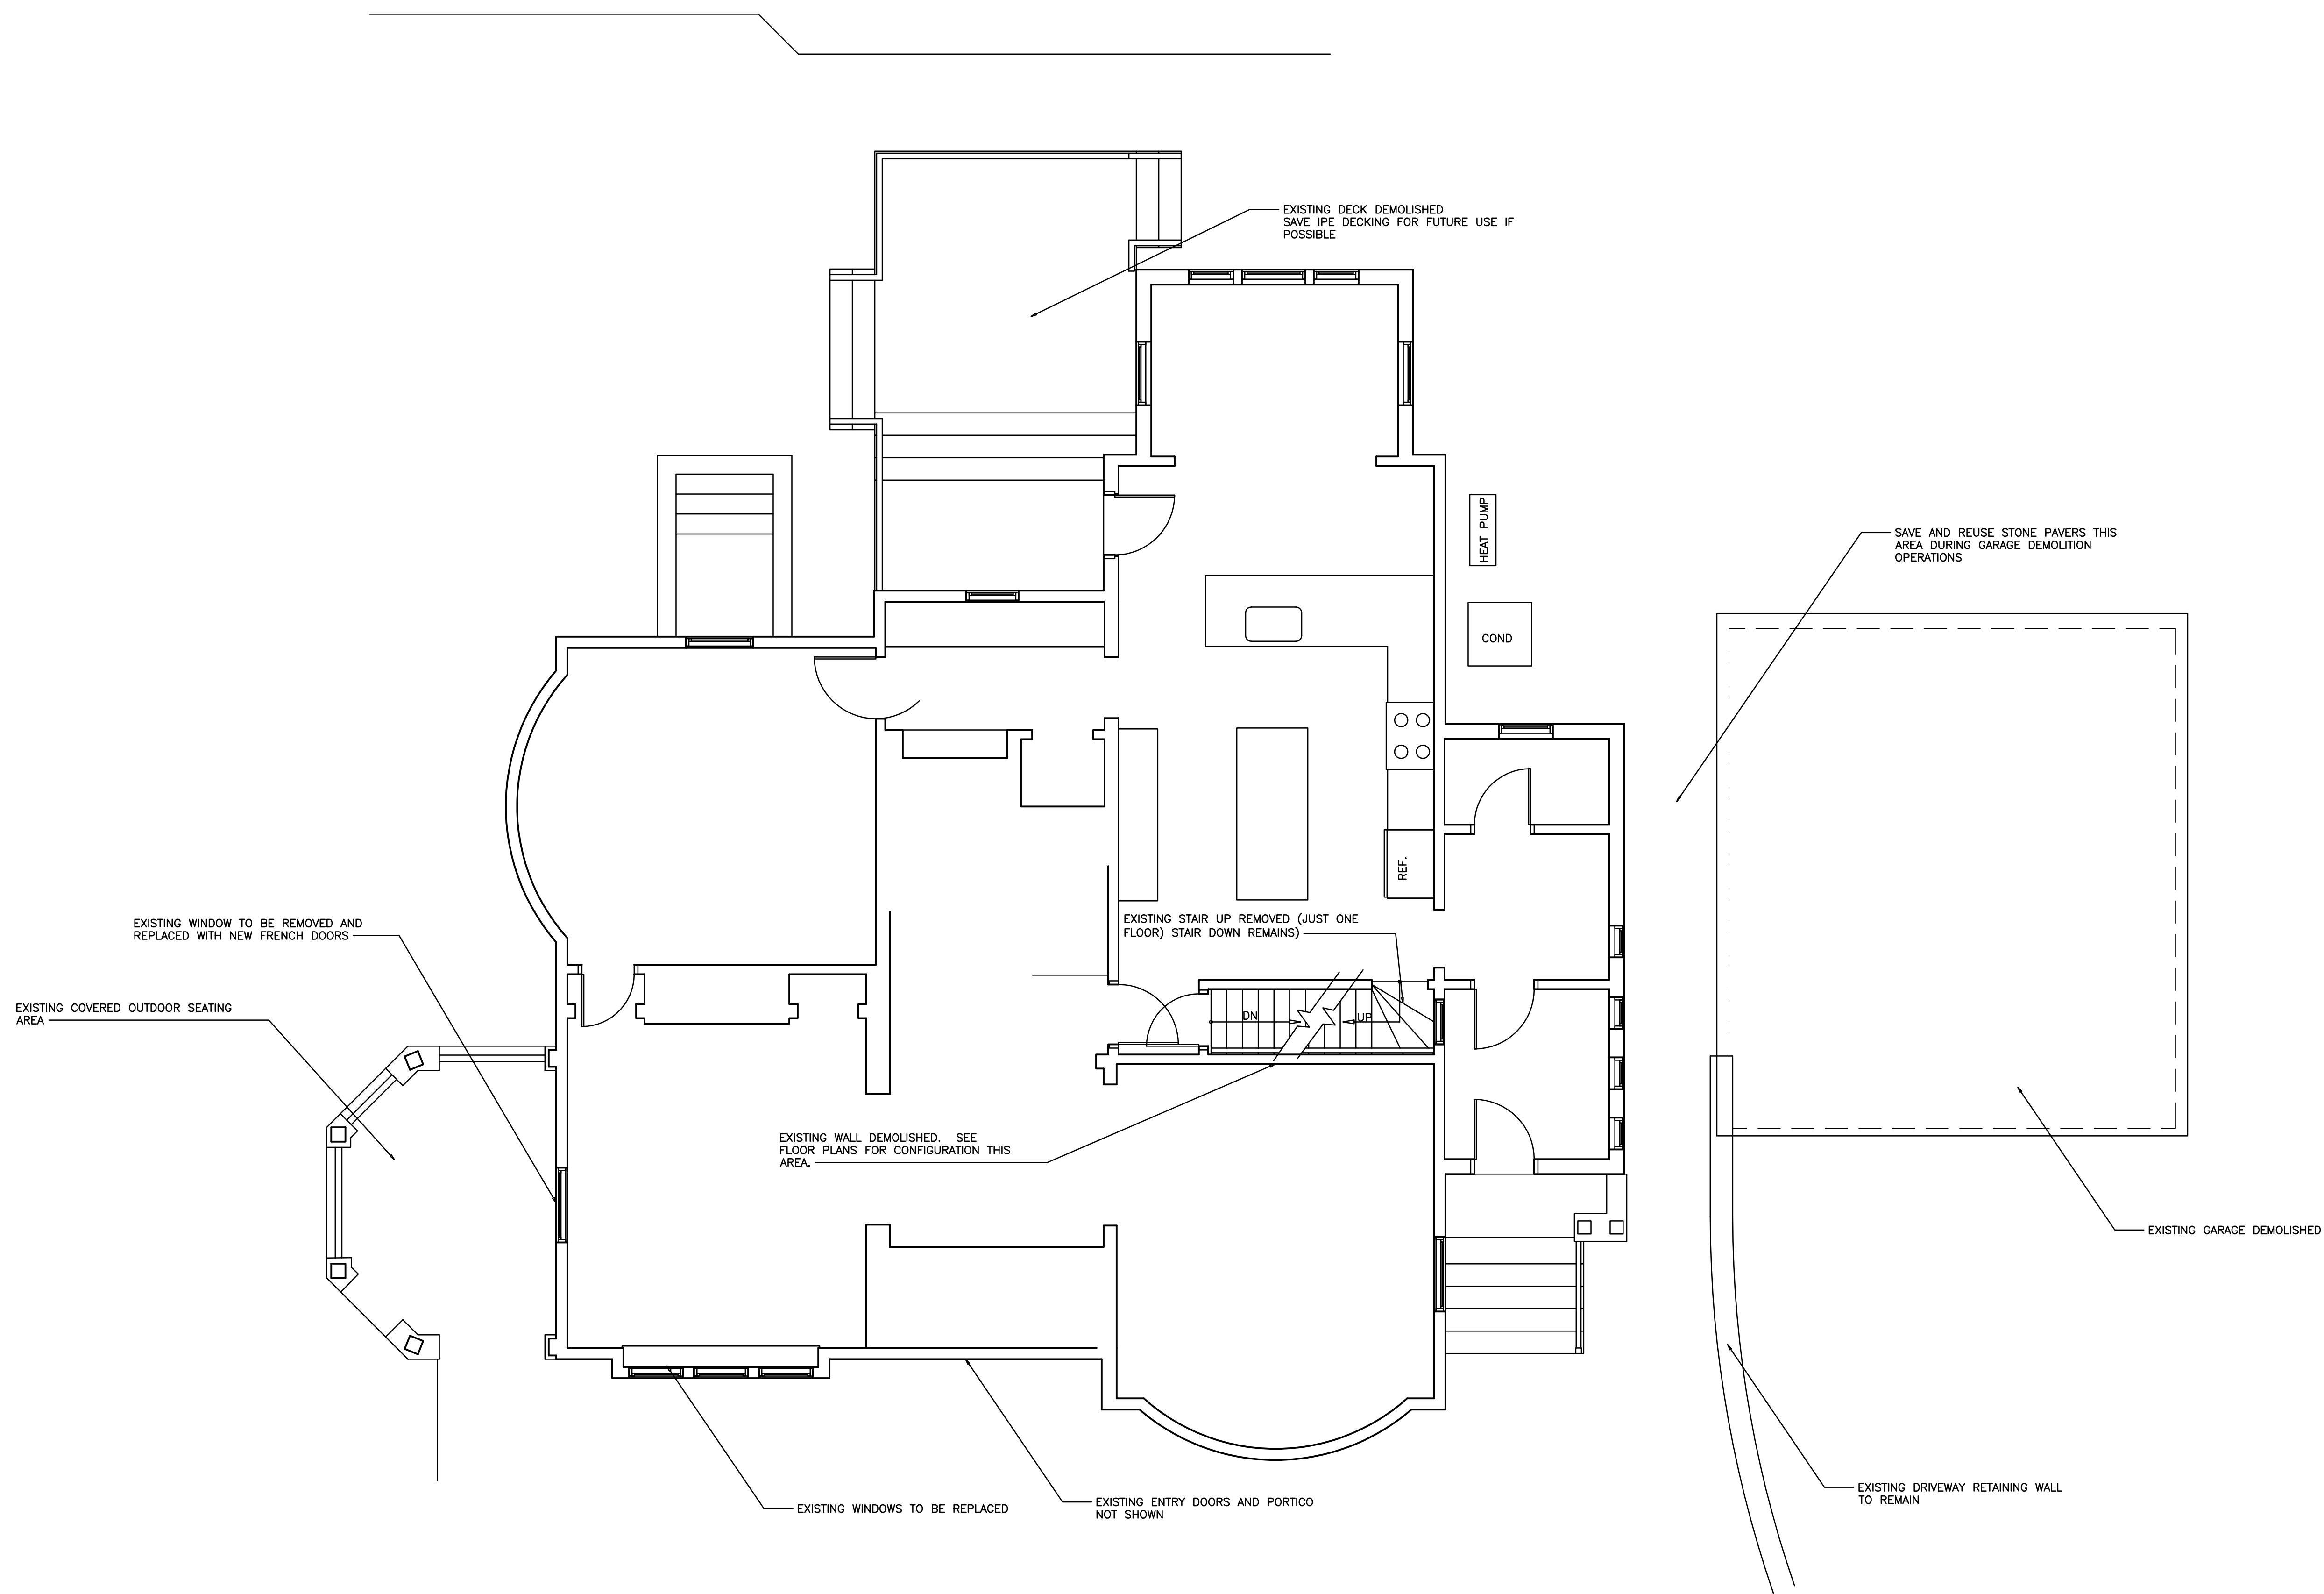 EXISTING DECK DEMOLISHED
SAVE IPE DECKING FOR FUTURE USE IF
POSSIBLE
HEAT PUMP
SAVE AND REUSE STONE PAVERS THIS
AREA DURING GARAGE DEMOLITION
OPERATIONS
COND
REF.
EXISTING WINDOW TO BE REMOVED AND
REPLACED WITH NEW FRENCH DOORS
EXISTING STAIR UP REMOVED (JUST ONE
FLOOR) STAIR DOWN REMAINS)
EXISTING COVERED OUTDOOR SEATING
AREA
DN
UP
EXISTING WALL DEMOLISHED. SEE
FLOOR PLANS FOR CONFIGURATION THIS
AREA.
EXISTING GARAGE DEMOLISHED
EXISTING WINDOWS TO BE REPLACED
EXISTING ENTRY DOORS AND PORTICO
NOT SHOWN
EXISTING DRIVEWAY RETAINING WALL
TO REMAIN